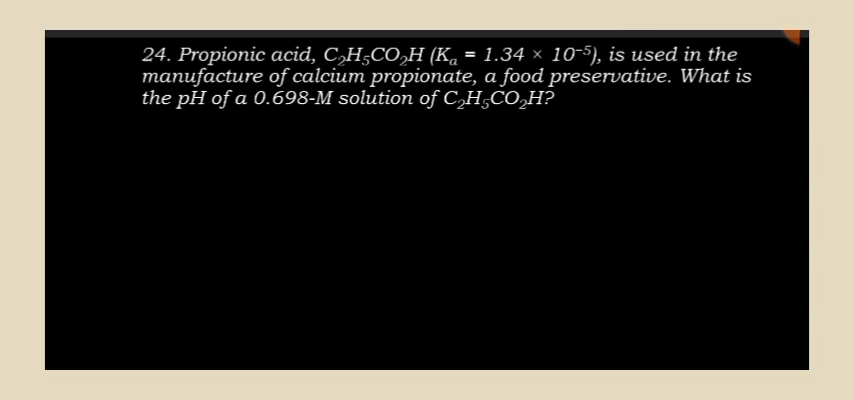 24. Propionic acid, C₂H₅CO₂H (Kₐ = 1.34 × 10⁻⁵), is used in the
manufacture of calcium propionate, a food preservative. What is
the pH of a 0.698-M solution of C₂H₅CO₂H?